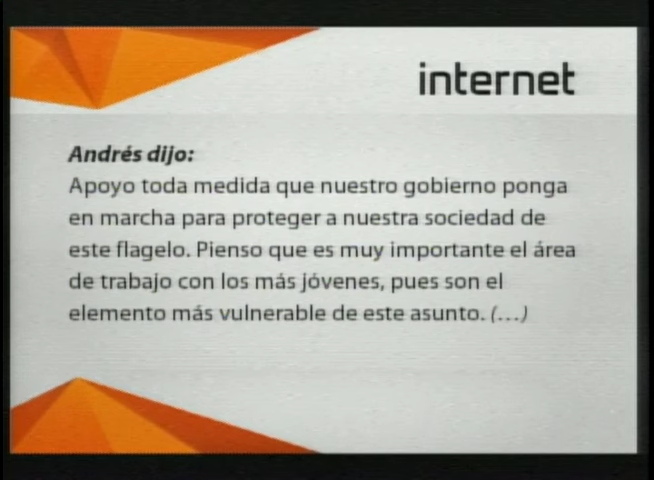 internet
Andrés dijo:
Apoyo toda medida que nuestro gobierno ponga
en marcha para proteger a nuestra sociedad de
este flagelo. Pienso que es muy importante el área
de trabajo con los más jóvenes, pues son el
elemento más vulnerable de este asunto. (...)